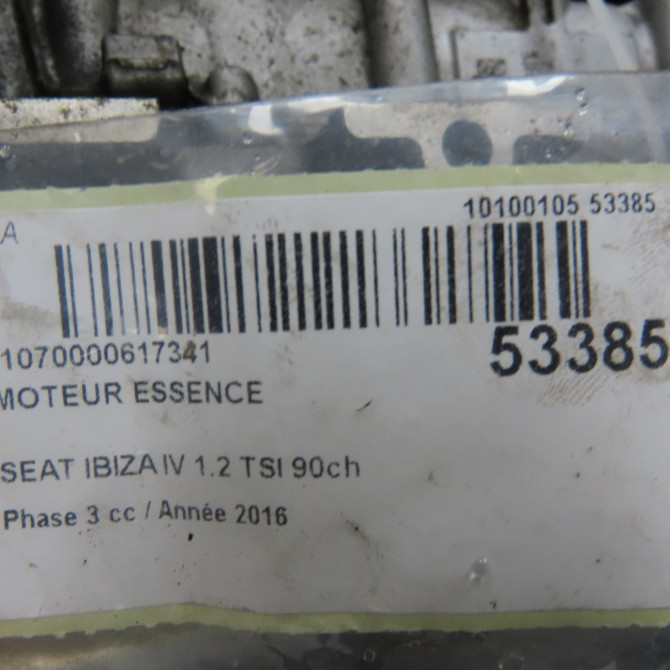 A
10100105 53385
1070000617341
53385
MOTEUR ESSENCE
SEAT IBIZA IV 1.2 TSI 90ch
Phase 3 cc / Année 2016